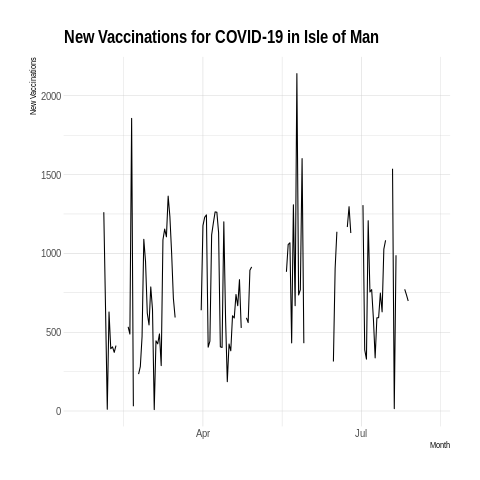 New Vaccinations for COVID-19 in Isle of Man
New Vaccinations
2000
1500
1000
500
0
Apr
Jul
Month